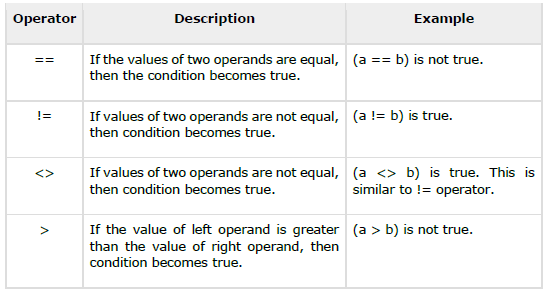 Operator Description Example
== If the values of two operands are equal, (a == b) is not true.
then the condition becomes true.
!= If values of two operands are not equal, (a != b) is true.
then condition becomes true.
<> If values of two operands are not equal, (a <> b) is true. This is
then condition becomes true. similar to != operator.
> If the value of left operand is greater (a > b) is not true.
than the value of right operand, then
condition becomes true.